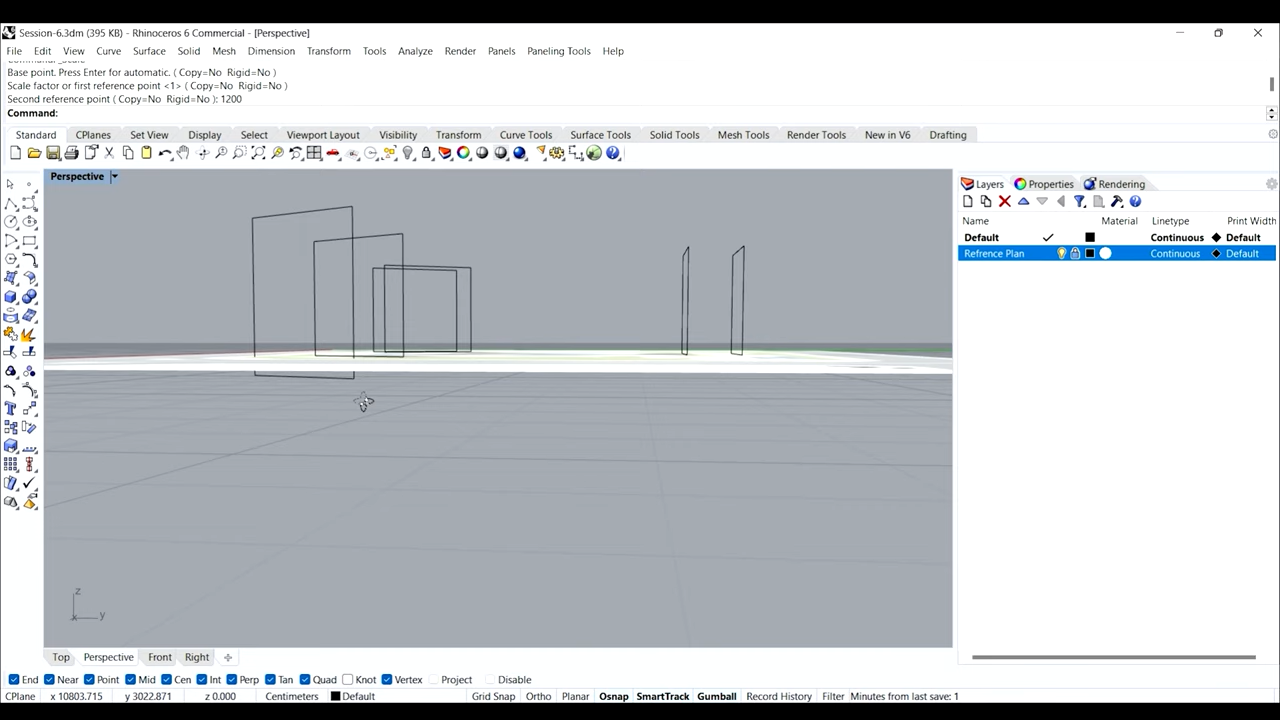 Session-6.3dm (395 KB) - Rhinoceros 6 Commercial - [Perspective]
File Edit View Curve Surface Solid Mesh Dimension Transform Tools Analyze Render Panels Paneling Tools Help
Base point. Press Enter for automatic. ( Copy=No Rigid=No )
Scale factor or first reference point <1> ( Copy=No Rigid=No )
Second reference point ( Copy=No Rigid=No ): 1200
Command:
Standard CPlanes Set View Display Select Viewport Layout Visibility Transform Curve Tools Surface Tools Solid Tools Mesh Tools Render Tools New in V6 Drafting
Perspective
Layers Properties Rendering
Name Material Linetype Print Width
Default Continuous Default
Refrence Plan Continuous Default
z
x y
Top Perspective Front Right
End Near Point Mid Cen Int Perp Tan Quad Knot Vertex Project Disable
CPlane x 10803.715 y 3022.871 z 0.000 Centimeters Default Grid Snap Ortho Planar Osnap SmartTrack Gumball Record History Filter Minutes from last save: 1